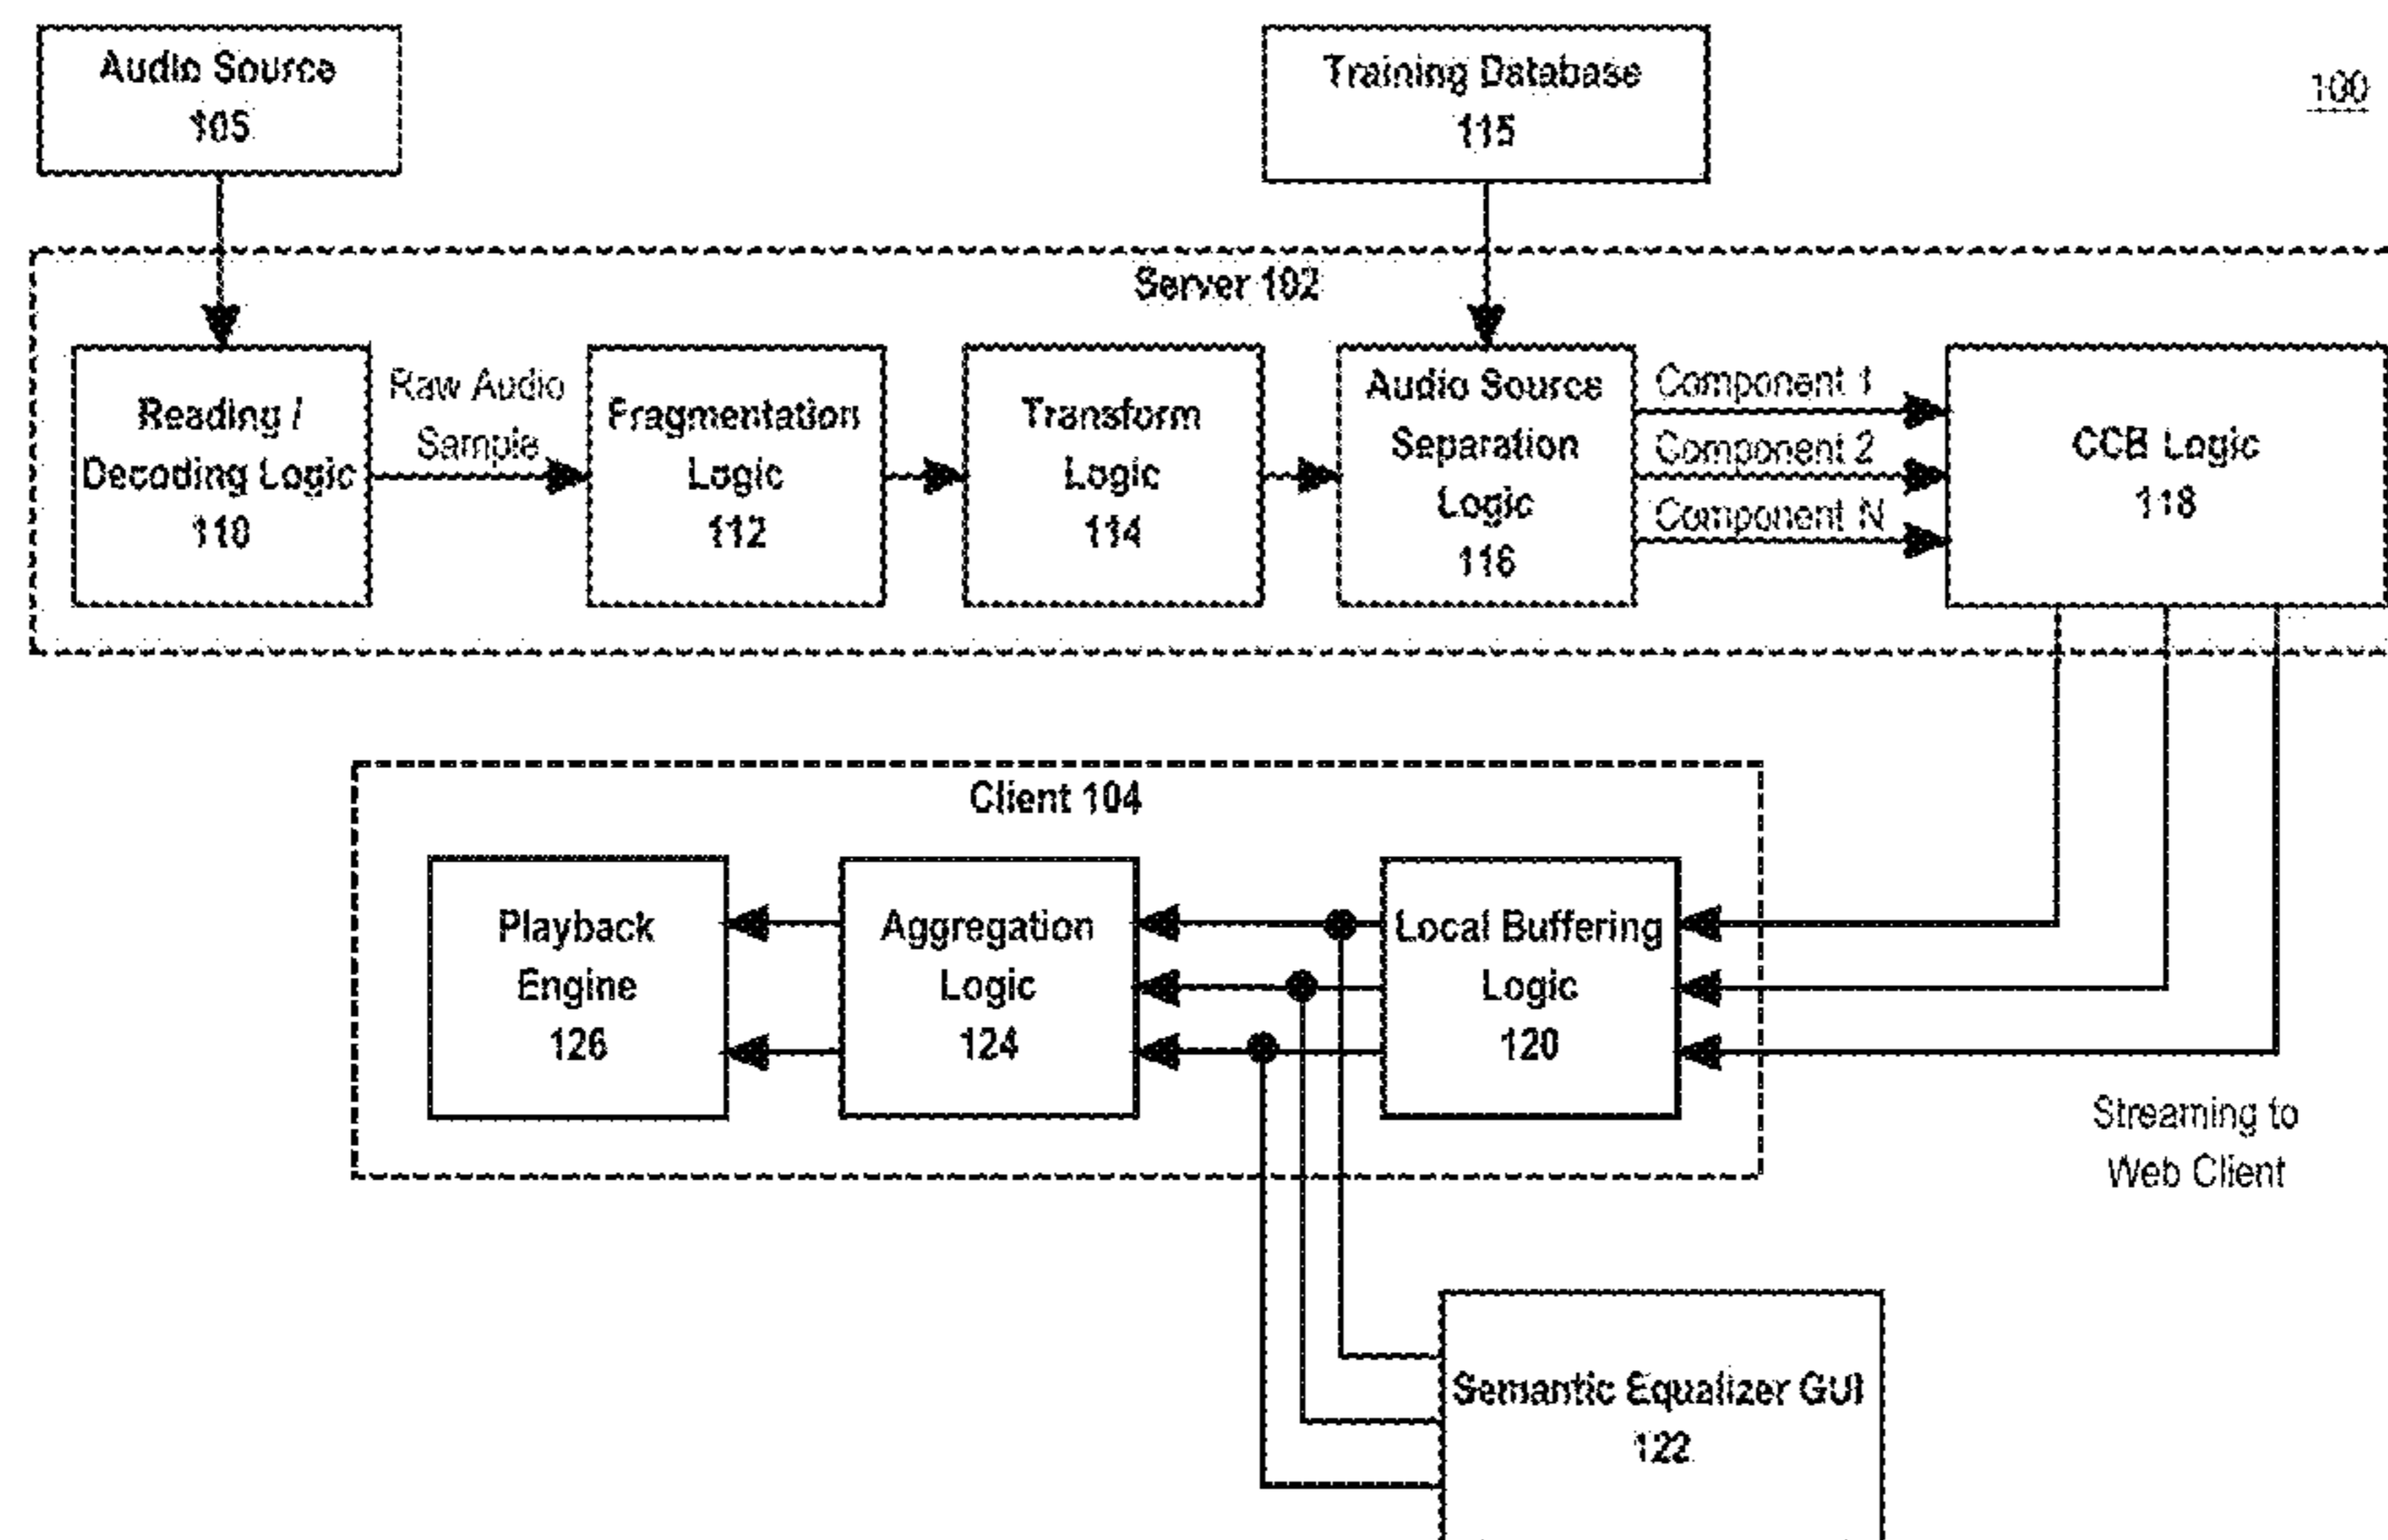 Audio Source
105
Training Database
115
100
Server 102
Reading /
Decoding Logic
110
Raw Audio
Sample
Fragmentation
Logic
112
Transform
Logic
114
Audio Source
Separation
Logic
116
Component 1
Component 2
Component N
CCB Logic
118
Client 104
Playback
Engine
126
Aggregation
Logic
124
Local Buffering
Logic
120
Streaming to
Web Client
Semantic Equalizer GUI
122